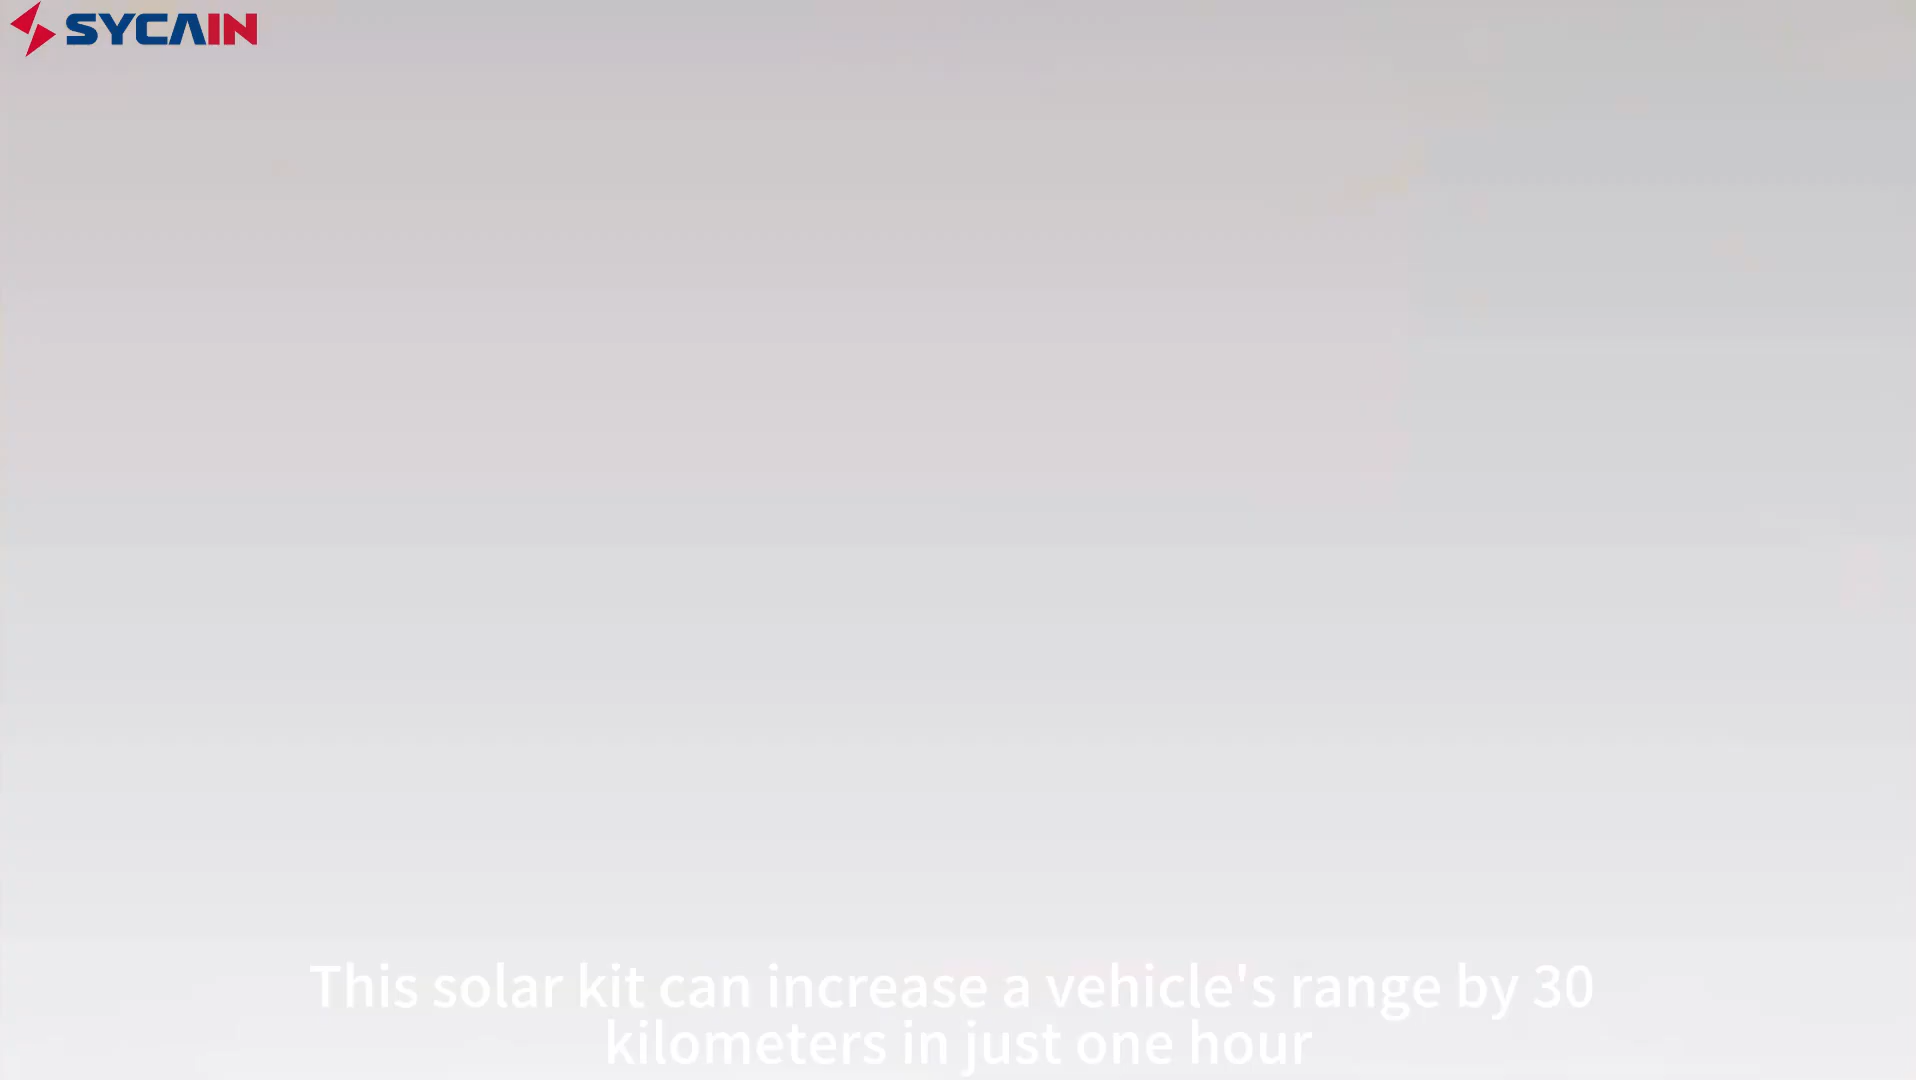 SYCAIN
This solar kit can increase a vehicle's range by 30
kilometers in just one hour